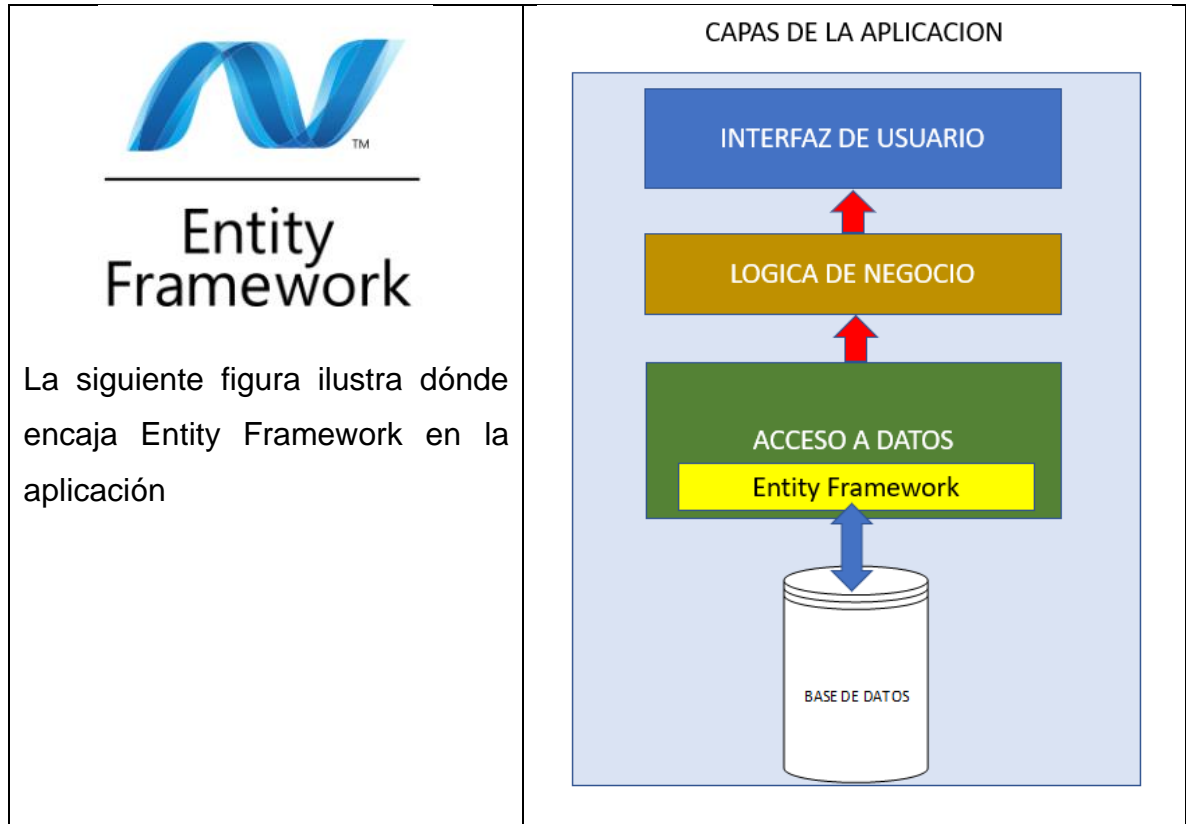 TM
Entity
Framework
La siguiente figura ilustra dónde
encaja Entity Framework en la
aplicación
CAPAS DE LA APLICACION
INTERFAZ DE USUARIO
LOGICA DE NEGOCIO
ACCESO A DATOS
Entity Framework
BASE DE DATOS